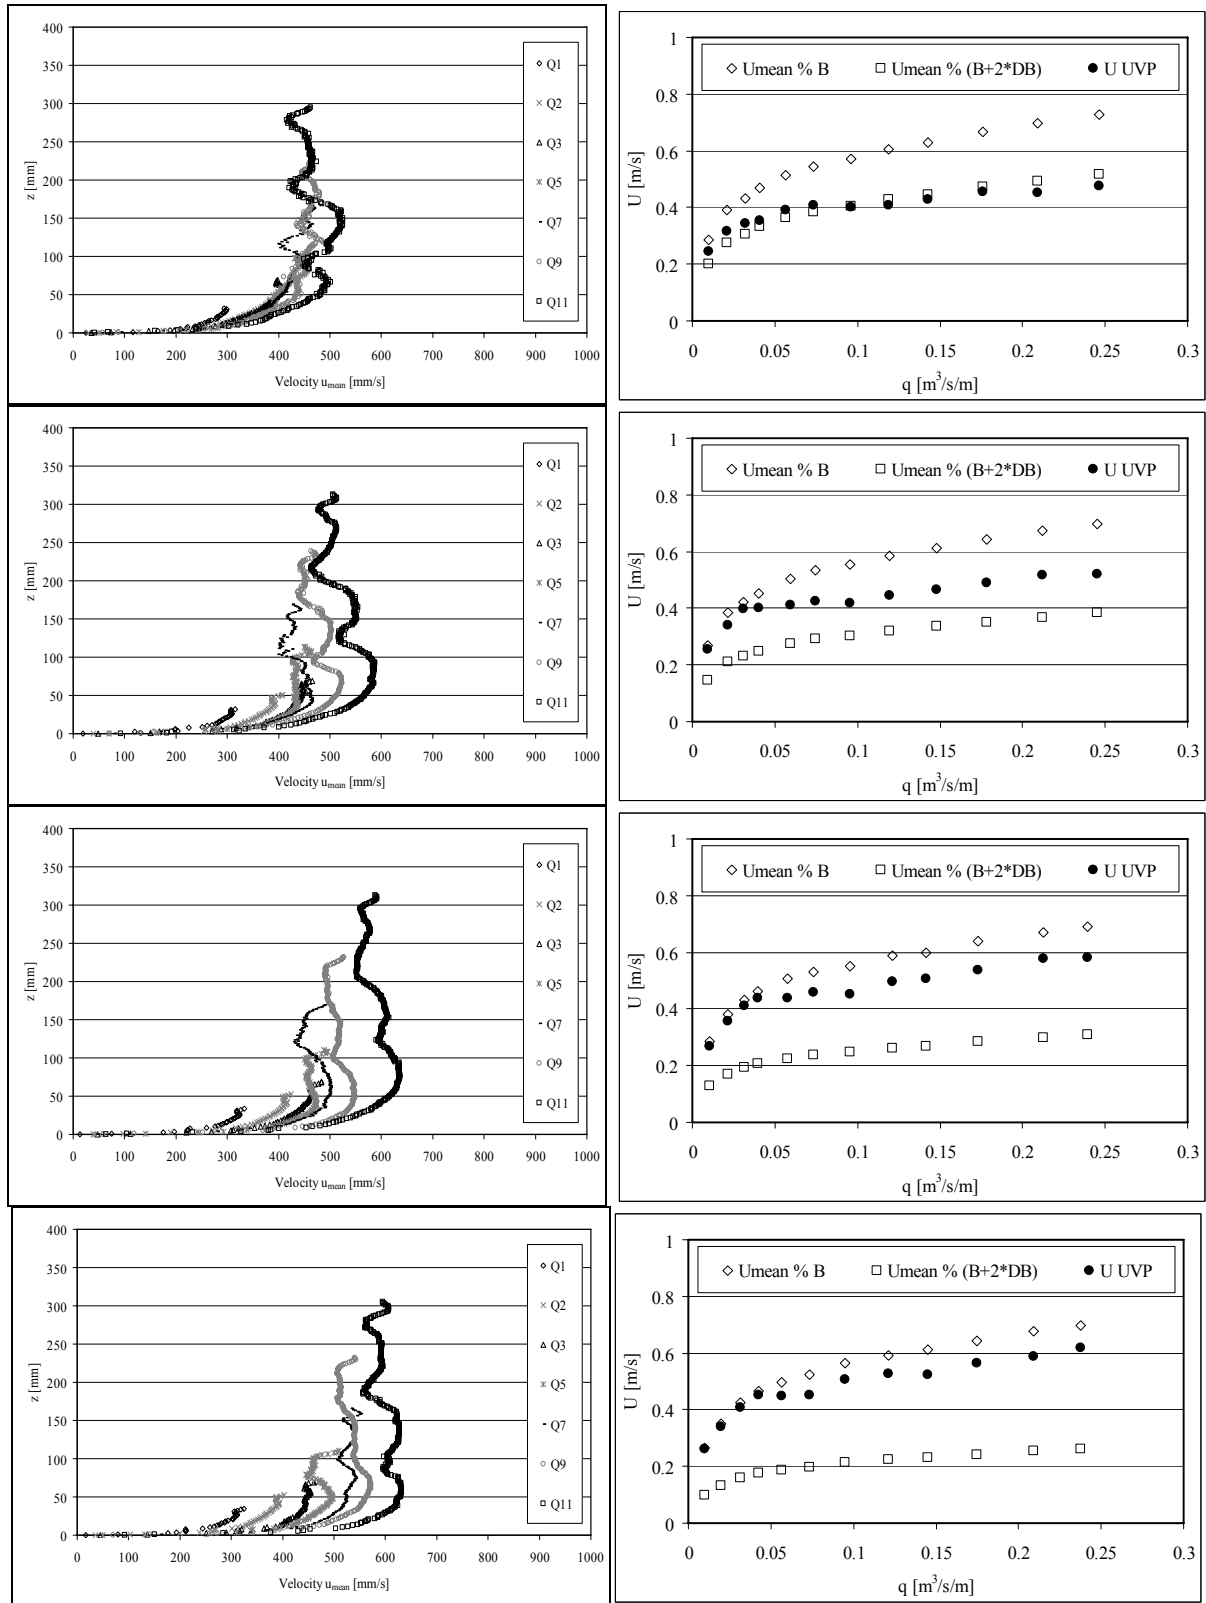 400
350
300
250
200
150
100
50
0
z [mm]
0 100 200 300 400 500 600 700 800 900 1000
Velocity umean [mm/s]
Q1
Q2
Q3
Q5
Q7
Q9
Q11
1
0.8
0.6
0.4
0.2
0
U [m/s]
Umean % B Umean % (B+2*DB) U UVP
0 0.05 0.1 0.15 0.2 0.25 0.3
q [m³/s/m]
400
350
300
250
200
150
100
50
0
z [mm]
0 100 200 300 400 500 600 700 800 900 1000
Velocity umean [mm/s]
Q1
Q2
Q3
Q5
Q7
Q9
Q11
1
0.8
0.6
0.4
0.2
0
U [m/s]
Umean % B Umean % (B+2*DB) U UVP
0 0.05 0.1 0.15 0.2 0.25 0.3
q [m³/s/m]
400
350
300
250
200
150
100
50
0
z [mm]
0 100 200 300 400 500 600 700 800 900 1000
Velocity umean [mm/s]
Q1
Q2
Q3
Q5
Q7
Q9
Q11
1
0.8
0.6
0.4
0.2
0
U [m/s]
Umean % B Umean % (B+2*DB) U UVP
0 0.05 0.1 0.15 0.2 0.25 0.3
q [m³/s/m]
400
350
300
250
200
150
100
50
0
z [mm]
0 100 200 300 400 500 600 700 800 900 1000
Velocity umean [mm/s]
Q1
Q2
Q3
Q5
Q7
Q9
Q11
1
0.8
0.6
0.4
0.2
0
U [m/s]
Umean % B Umean % (B+2*DB) U UVP
0 0.05 0.1 0.15 0.2 0.25 0.3
q [m³/s/m]